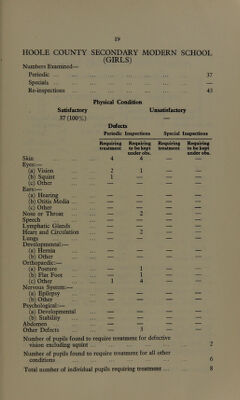 19
HOOLE COUNTY SECONDARY MODERN SCHOOL
(GIRLS)
Numbers Examined—
Periodic ... 37
Specials ... —
Re-inspections ... 43
Physical Condition
Satisfactory Unsatisfactory
37 (100%) —
Defects
Periodic Inspections Special Inspections
Requiring treatment Requiring to be kept under obs. Requiring treatment Requiring to be kept under obs.
Skin 4 4 — —
Eyes:—
(a) Vision 2 1 — —
(b) Squint 1 — — —
(c) Other — — — —
Ears:—
(a) Hearing — — — —
(b) Otitis Media ... — — — —
(c) Other — — — —
Nose or Throat — 2 — —
Speech — — — —
Lymphatic Glands — — — —
Heart and Circulation — 2 — —
Lungs — — — —
Developmental:—
(a) Hernia — — — —
(b) Other — — — —
Orthopaedic:—
(a) Posture — 1 — —
(b) Flat Foot — 1 — —
(c) Other 1 4 — —
Nervous System:—
(a) Epilepsy — — — —
(b) Other — — — —
Psychological:—
(a) Developmental — — — —
(b) Stability — — — —
Abdomen — — — —
Other Defects — 3 — —
Number of pupils found to require treatment for defective
vision excluding squint ... 2
Number of pupils found to require treatment for all other
conditions ... 6
Total number of individual pupils requiring treatment ... 8